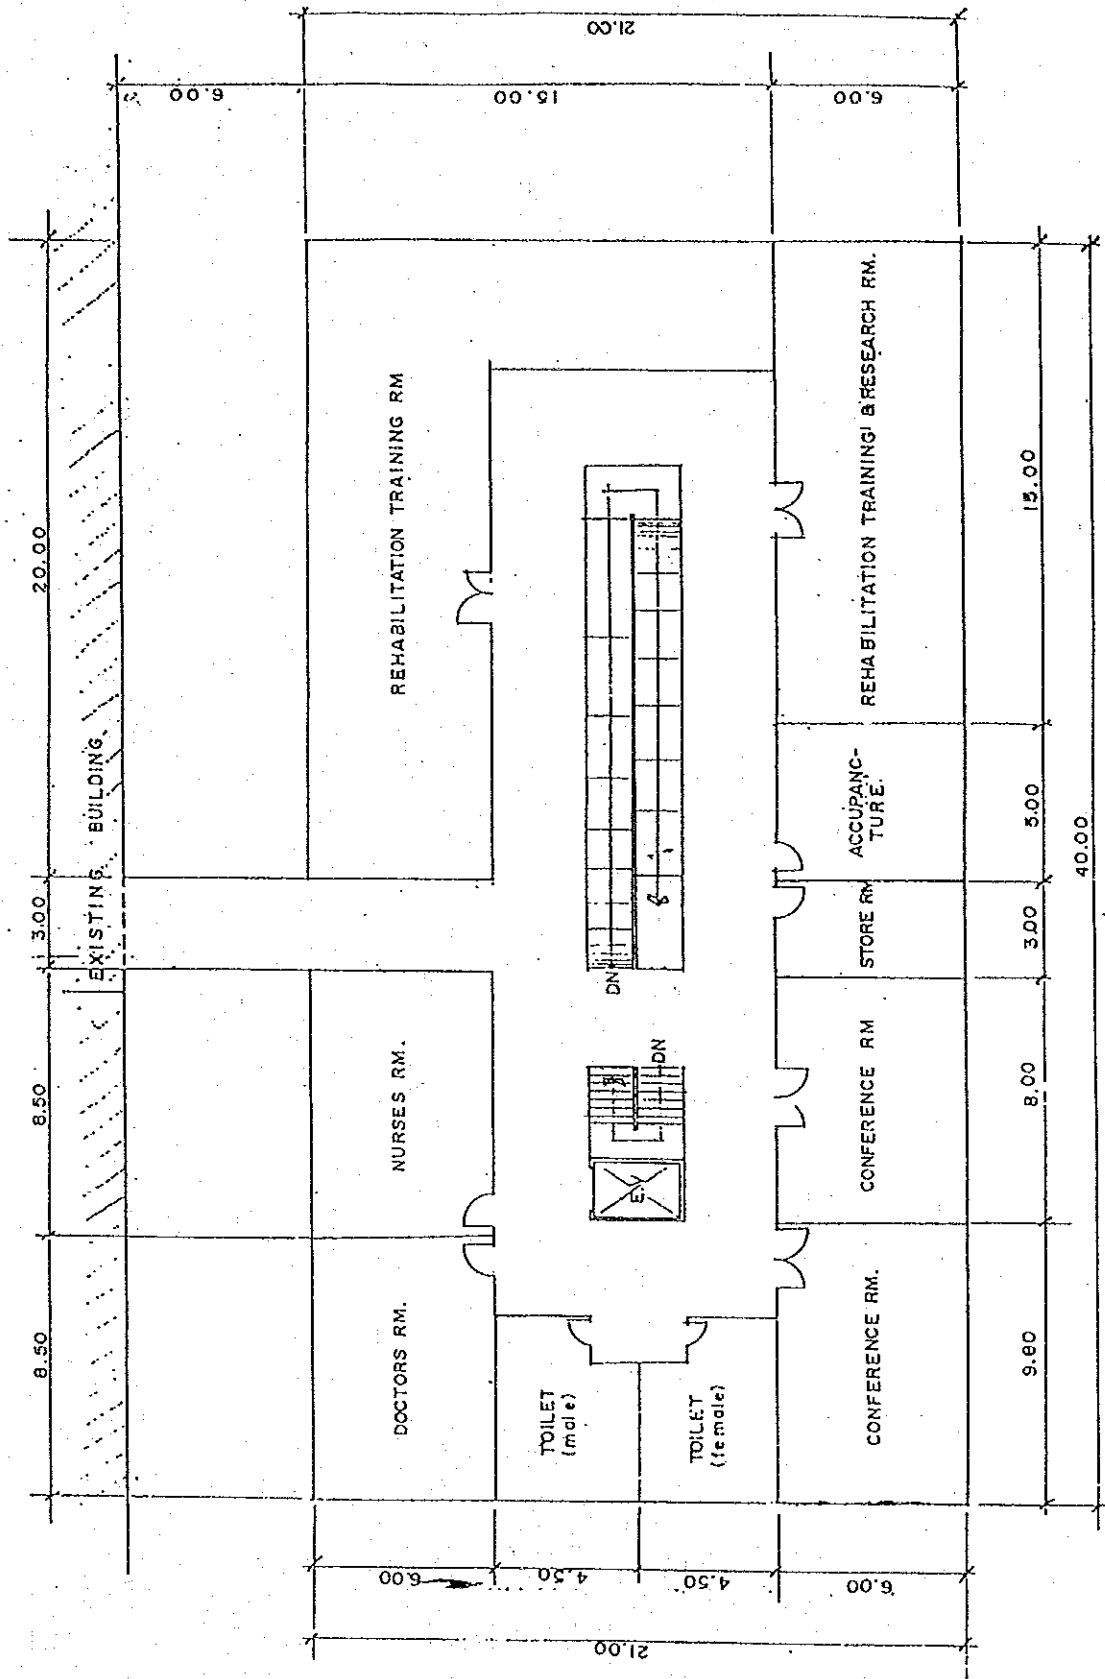 8.50
8.50
3.00
20.00
EXISTING BUILDING
DOCTORS RM.
NURSES RM.
REHABILITATION TRAINING RM
TOILET
(male)
TOILET
(female)
E.V
DN
DN
CONFERENCE RM.
CONFERENCE RM
STORE RM
ACCUPANC-
TURE.
REHABILITATION TRAINING & RESEARCH RM.
9.80
8.00
3.00
5.00
15.00
40.00
21.00
6.00
4.50
4.50
6.00
6.00
15.00
6.00
21.00